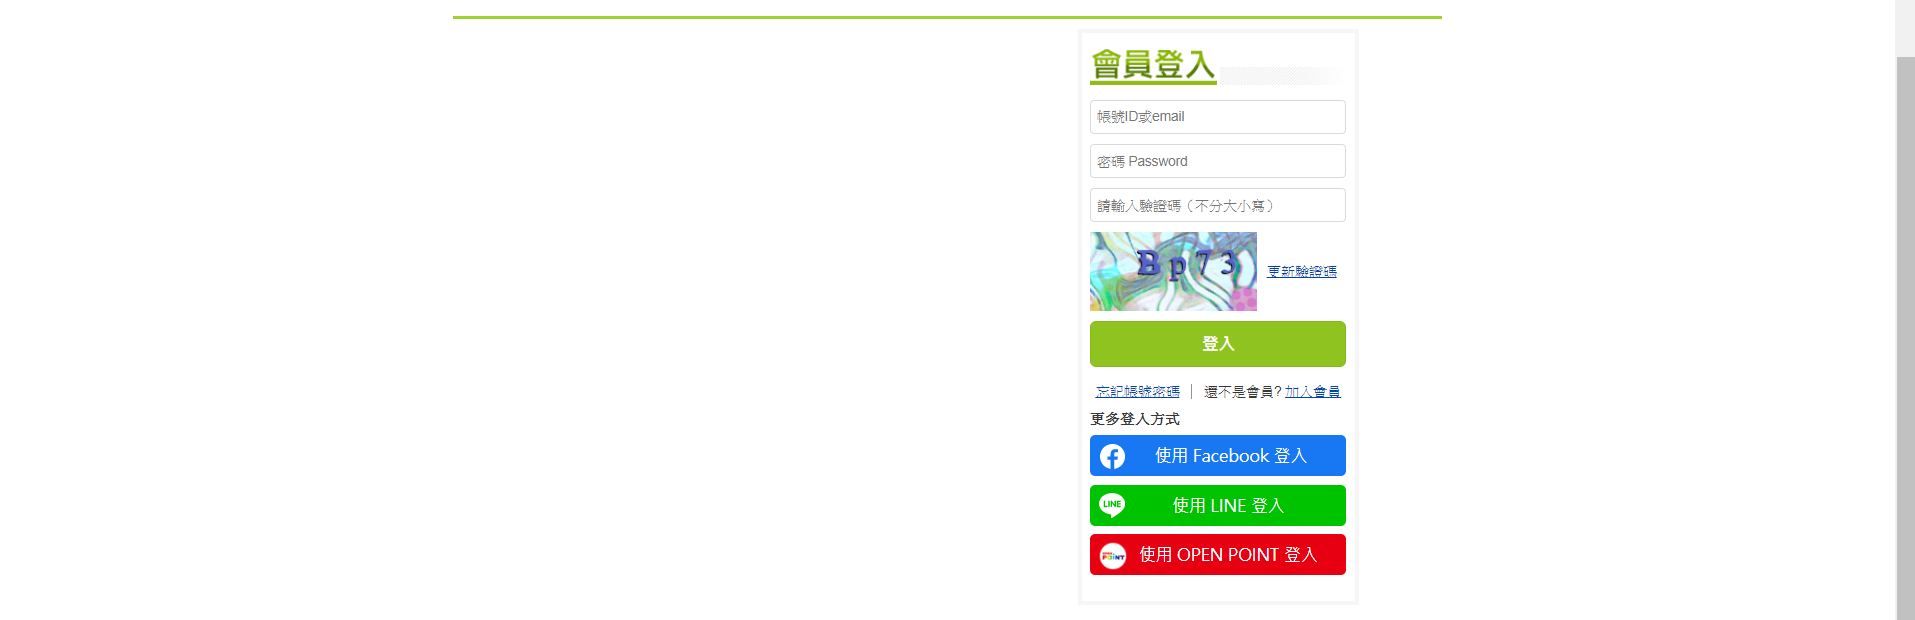 會員登入
帳號ID或email
密碼 Password
請輸入驗證碼（不分大小寫）
Bp73
更新驗證碼
登入
忘記帳號密碼 | 還不是會員? 加入會員
更多登入方式
使用 Facebook 登入
LINE 使用 LINE 登入
OPEN POINT 使用 OPEN POINT 登入